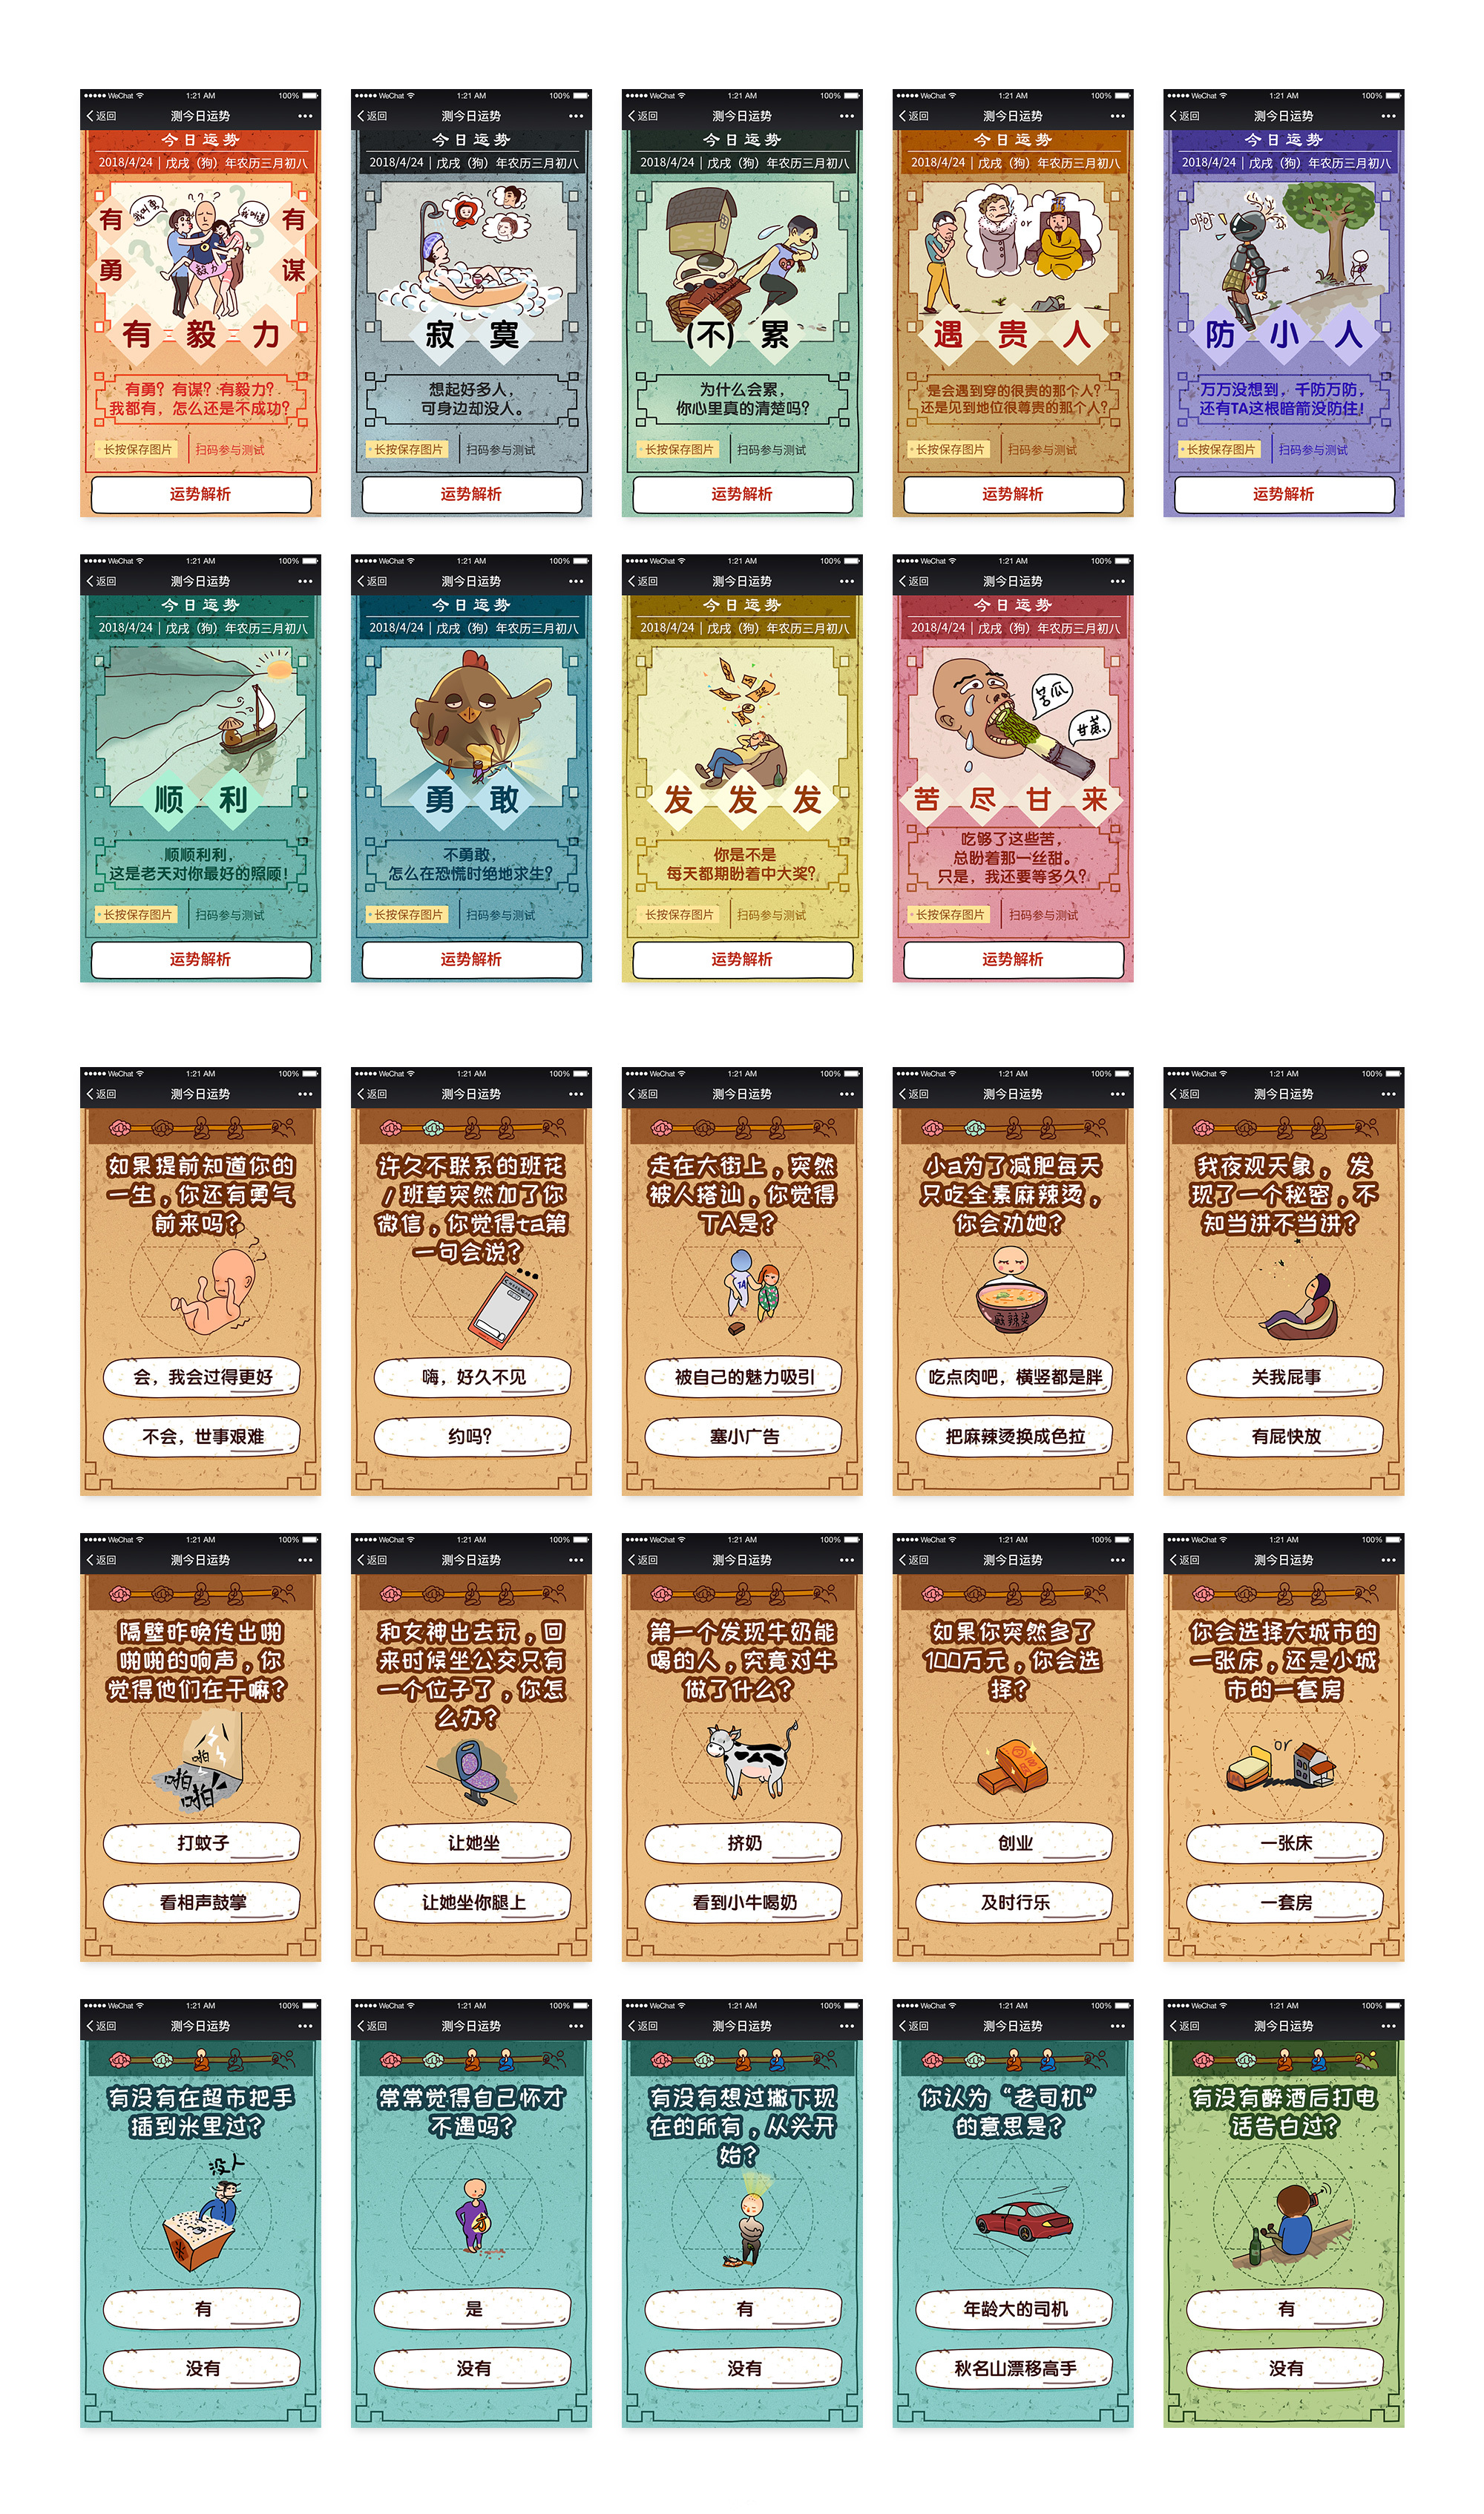 WeChat 1:21 AM 100%
返回 测今日运势
今日运势
2018/4/24 | 戊戌（狗）年农历三月初八
我叫勇
我叫谋
???
毅力
有勇
有谋
有毅力
有勇？有谋？有毅力？
我都有，怎么还是不成功？
长按保存图片 | 扫码参与测试
运势解析
WeChat 1:21 AM 100%
返回 测今日运势
今日运势
2018/4/24 | 戊戌（狗）年农历三月初八
寂寞
想起好多人，
可身边却没人。
长按保存图片 | 扫码参与测试
运势解析
WeChat 1:21 AM 100%
返回 测今日运势
今日运势
2018/4/24 | 戊戌（狗）年农历三月初八
(不)累
为什么会累，
你心里真的清楚吗？
长按保存图片 | 扫码参与测试
运势解析
WeChat 1:21 AM 100%
返回 测今日运势
今日运势
2018/4/24 | 戊戌（狗）年农历三月初八
or
遇贵人
是会遇到穿的很贵的那个人？
还是见到地位很尊贵的那个人？
长按保存图片 | 扫码参与测试
运势解析
WeChat 1:21 AM 100%
返回 测今日运势
今日运势
2018/4/24 | 戊戌（狗）年农历三月初八
防小人
万万没想到，千防万防，
还有TA这根暗箭没防住！
长按保存图片 | 扫码参与测试
运势解析
WeChat 1:21 AM 100%
返回 测今日运势
今日运势
2018/4/24 | 戊戌（狗）年农历三月初八
顺利
顺顺利利，
这是老天对你最好的照顾！
长按保存图片 | 扫码参与测试
运势解析
WeChat 1:21 AM 100%
返回 测今日运势
今日运势
2018/4/24 | 戊戌（狗）年农历三月初八
勇敢
不勇敢，
怎么在恐慌时绝地求生？
长按保存图片 | 扫码参与测试
运势解析
WeChat 1:21 AM 100%
返回 测今日运势
今日运势
2018/4/24 | 戊戌（狗）年农历三月初八
发发发
你是不是
每天都期盼着中大奖？
长按保存图片 | 扫码参与测试
运势解析
WeChat 1:21 AM 100%
返回 测今日运势
今日运势
2018/4/24 | 戊戌（狗）年农历三月初八
苦瓜
甘蔗
苦尽甘来
吃够了这些苦，
总盼着那一丝甜。
只是，我还要等多久？
长按保存图片 | 扫码参与测试
运势解析
WeChat 1:21 AM 100%
返回 测今日运势
如果提前知道你的
一生，你还有勇气
前来吗？
会，我会过得更好
不会，世事艰难
WeChat 1:21 AM 100%
返回 测今日运势
许久不联系的班花
/班草突然加了你
微信，你觉得ta第
一句会说？
嗨，好久不见
约吗？
WeChat 1:21 AM 100%
返回 测今日运势
走在大街上，突然
被人搭讪，你觉得
TA是？
TA
被自己的魅力吸引
塞小广告
WeChat 1:21 AM 100%
返回 测今日运势
小a为了减肥每天
只吃全素麻辣烫，
你会劝她？
麻辣烫
吃点肉吧，横竖都是胖
把麻辣烫换成色拉
WeChat 1:21 AM 100%
返回 测今日运势
我夜观天象，发
现了一个秘密，不
知当讲不当讲？
关我屁事
有屁快放
WeChat 1:21 AM 100%
返回 测今日运势
隔壁昨晚传出啪
啪啪的响声，你
觉得他们在干嘛？
啪
啪
啪
打蚊子
看相声鼓掌
WeChat 1:21 AM 100%
返回 测今日运势
和女神出去玩，回
来时候坐公交只有
一个位子了，你怎
么办？
让她坐
让她坐你腿上
WeChat 1:21 AM 100%
返回 测今日运势
第一个发现牛奶能
喝的人，究竟对牛
做了什么？
挤奶
看到小牛喝奶
WeChat 1:21 AM 100%
返回 测今日运势
如果你突然多了
100万元，你会选
择？
创业
及时行乐
WeChat 1:21 AM 100%
返回 测今日运势
你会选择大城市的
一张床，还是小城
市的一套房
or
一张床
一套房
WeChat 1:21 AM 100%
返回 测今日运势
有没有在超市把手
插到米里过？
没人
米
有
没有
WeChat 1:21 AM 100%
返回 测今日运势
常常觉得自己怀才
不遇吗？
是
没有
WeChat 1:21 AM 100%
返回 测今日运势
有没有想过撇下现
在的所有，从头开
始？
有
没有
WeChat 1:21 AM 100%
返回 测今日运势
你认为“老司机”
的意思是？
年龄大的司机
秋名山漂移高手
WeChat 1:21 AM 100%
返回 测今日运势
有没有醉酒后打电
话告白过？
有
没有